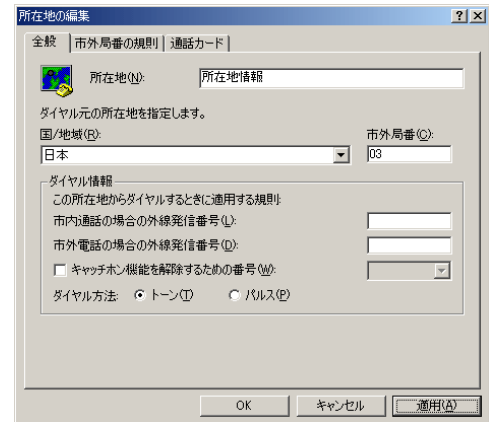 所在地の編集
全般 市外局番の規則 通話カード
所在地(N): 所在地情報
ダイヤル元の所在地を指定します。
国/地域(R): 市外局番(C):
日本 03
ダイヤル情報
この所在地からダイヤルするときに適用する規則:
市内通話の場合の外線発信番号(L):
市外電話の場合の外線発信番号(D):
キャッチホン機能を解除するための番号(W):
ダイヤル方法: トーン(T) パルス(P)
OK キャンセル 適用(A)